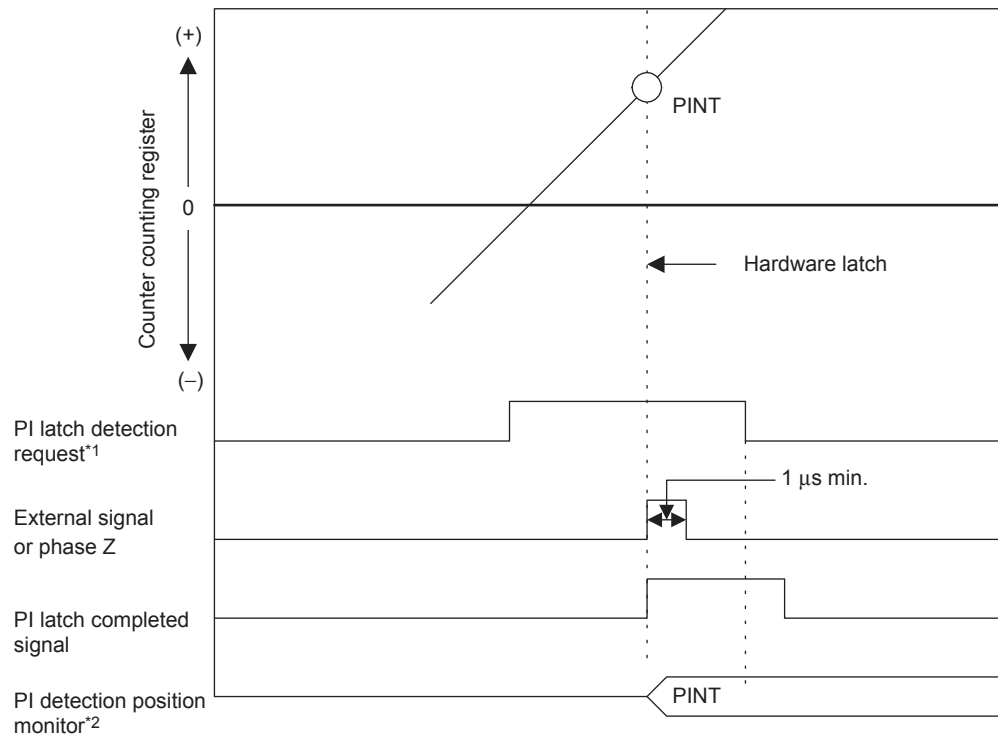 (+)
Counter counting register
0
(−)
PINT
Hardware latch
PI latch detection
request*1
1 μs min.
External signal
or phase Z
PI latch completed
signal
PI detection position
monitor*2
PINT